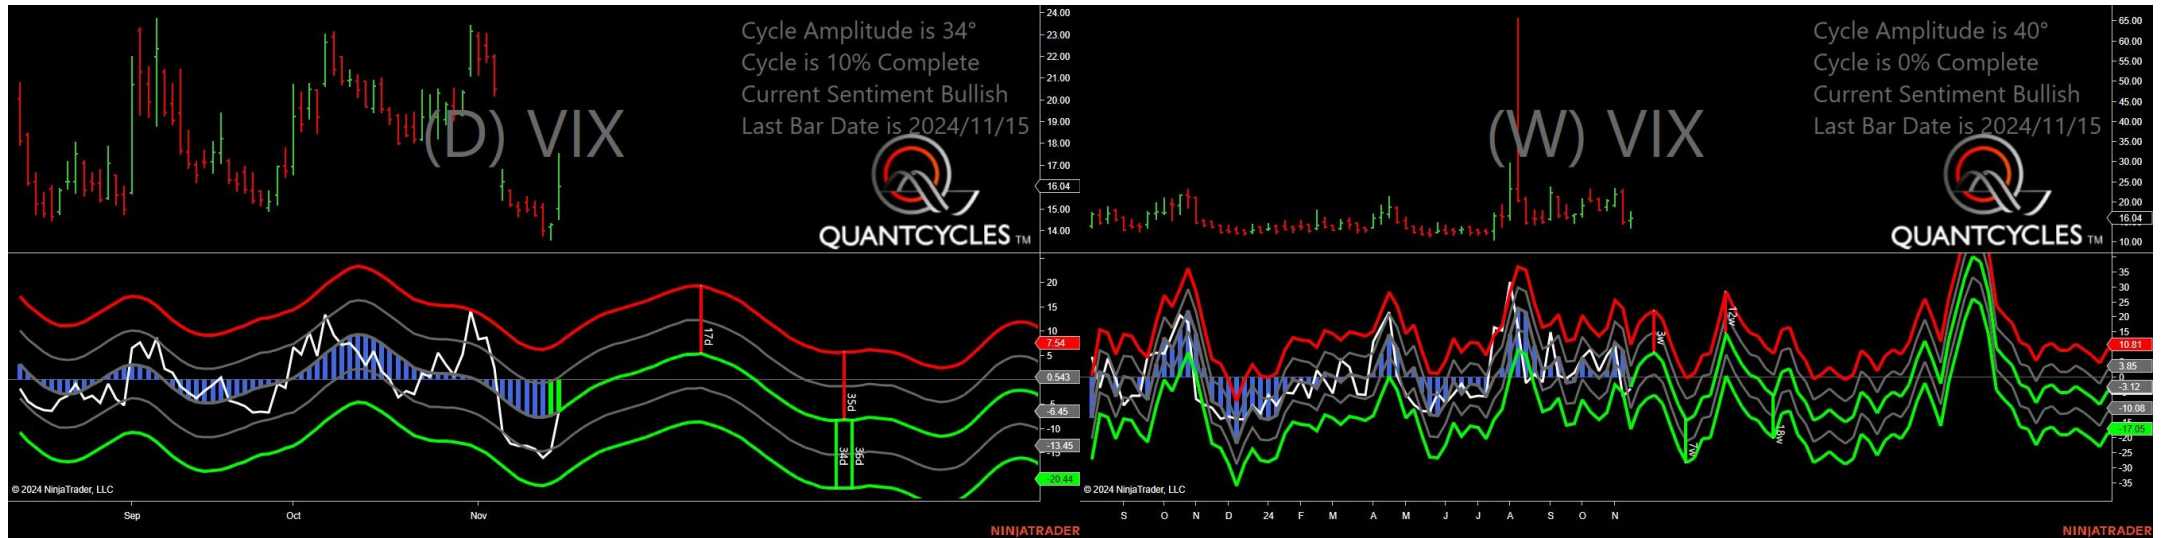 Cycle Amplitude is 34°
Cycle is 10% Complete
Current Sentiment Bullish
Last Bar Date is 2024/11/15
(D) VIX
QUANTCYCLES TM
24.00
23.00
22.00
21.00
20.00
19.00
18.00
17.00
16.04
15.00
14.00
20
15
10
7.54
5
0.543
-6.45
-10
-13.45
-15
-20.44
17d
35d
34d
36d
© 2024 NinjaTrader, LLC
Sep
Oct
Nov
NINJATRADER
Cycle Amplitude is 40°
Cycle is 0% Complete
Current Sentiment Bullish
Last Bar Date is 2024/11/15
(W) VIX
QUANTCYCLES TM
65.00
60.00
55.00
50.00
45.00
40.00
35.00
30.00
25.00
20.00
16.04
10.00
35
30
25
20
15
10.81
3.85
0
-3.12
-10.08
-17.05
-20
-25
-30
-35
3w
12w
7w
18w
© 2024 NinjaTrader, LLC
S
O
N
D
24
F
M
A
M
J
J
A
S
O
N
NINJATRADER